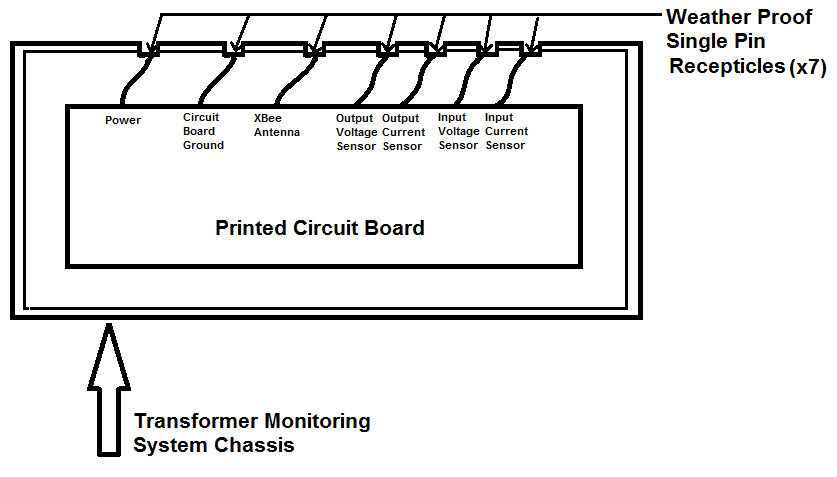 Weather Proof
Single Pin
Recepticles (x7)
Power
Circuit
Board
Ground
XBee
Antenna
Output
Voltage
Sensor
Output
Current
Sensor
Input
Voltage
Sensor
Input
Current
Sensor
Printed Circuit Board
Transformer Monitoring
System Chassis